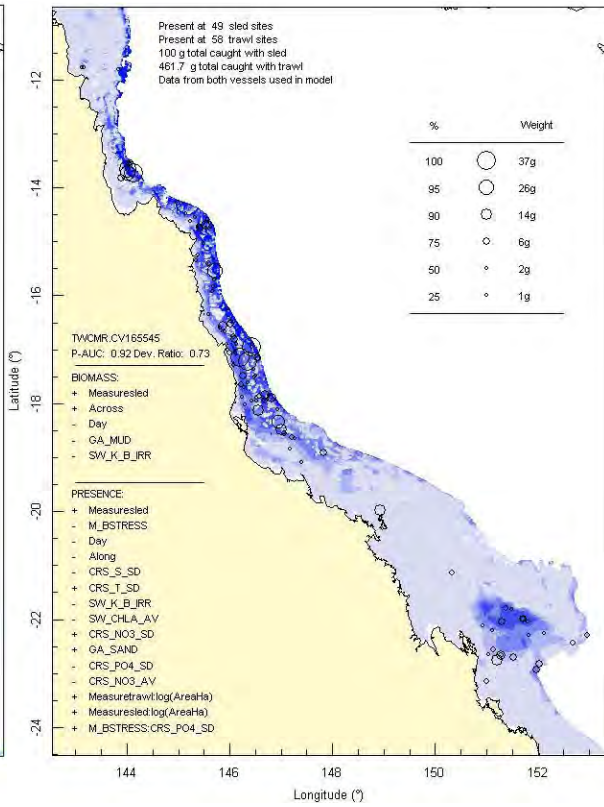 Present at 49 sled sites
Present at 58 trawl sites
100 g total caught with sled
461.7 g total caught with trawl
Data from both vessels used in model
% Weight
100 37g
95 26g
90 14g
75 6g
50 2g
25 1g
TWCMR.CV165545
P-AUC: 0.92 Dev. Ratio: 0.73
BIOMASS:
+ Measuresled
+ Across
- Day
- GA_MUD
- SW_K_B_IRR
PRESENCE:
+ Measuresled
- M_BSTRESS
- Day
- Along
- CRS_S_SD
+ CRS_T_SD
- SW_K_B_IRR
- SW_CHLA_AV
+ CRS_NO3_SD
+ GA_SAND
- CRS_PO4_SD
- CRS_NO3_AV
+ Measuretrawl:log(AreaHa)
+ Measuresled:log(AreaHa)
+ M_BSTRESS:CRS_PO4_SD
Latitude (°)
-12
-14
-16
-18
-20
-22
-24
144 146 148 150 152
Longitude (°)